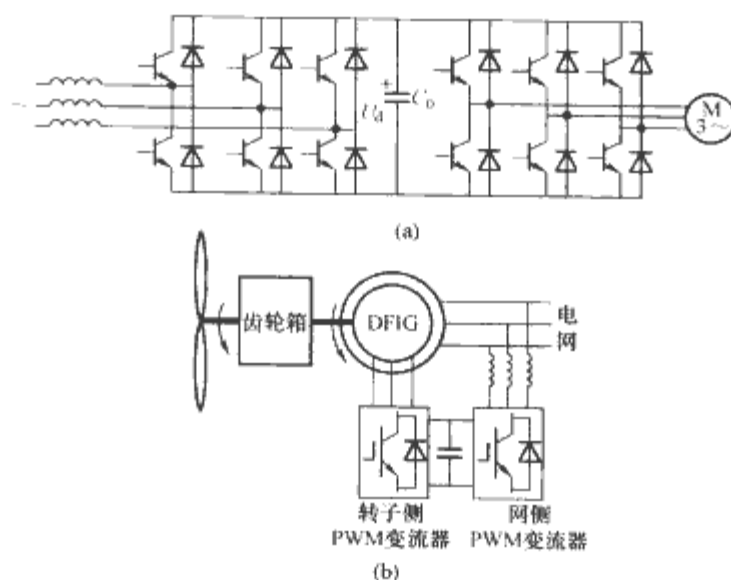 ~
+
U_d
C_0
M
3~
(a)
齿轮箱
DFIG
电
网
转子侧
PWM变流器
网侧
PWM变流器
(b)